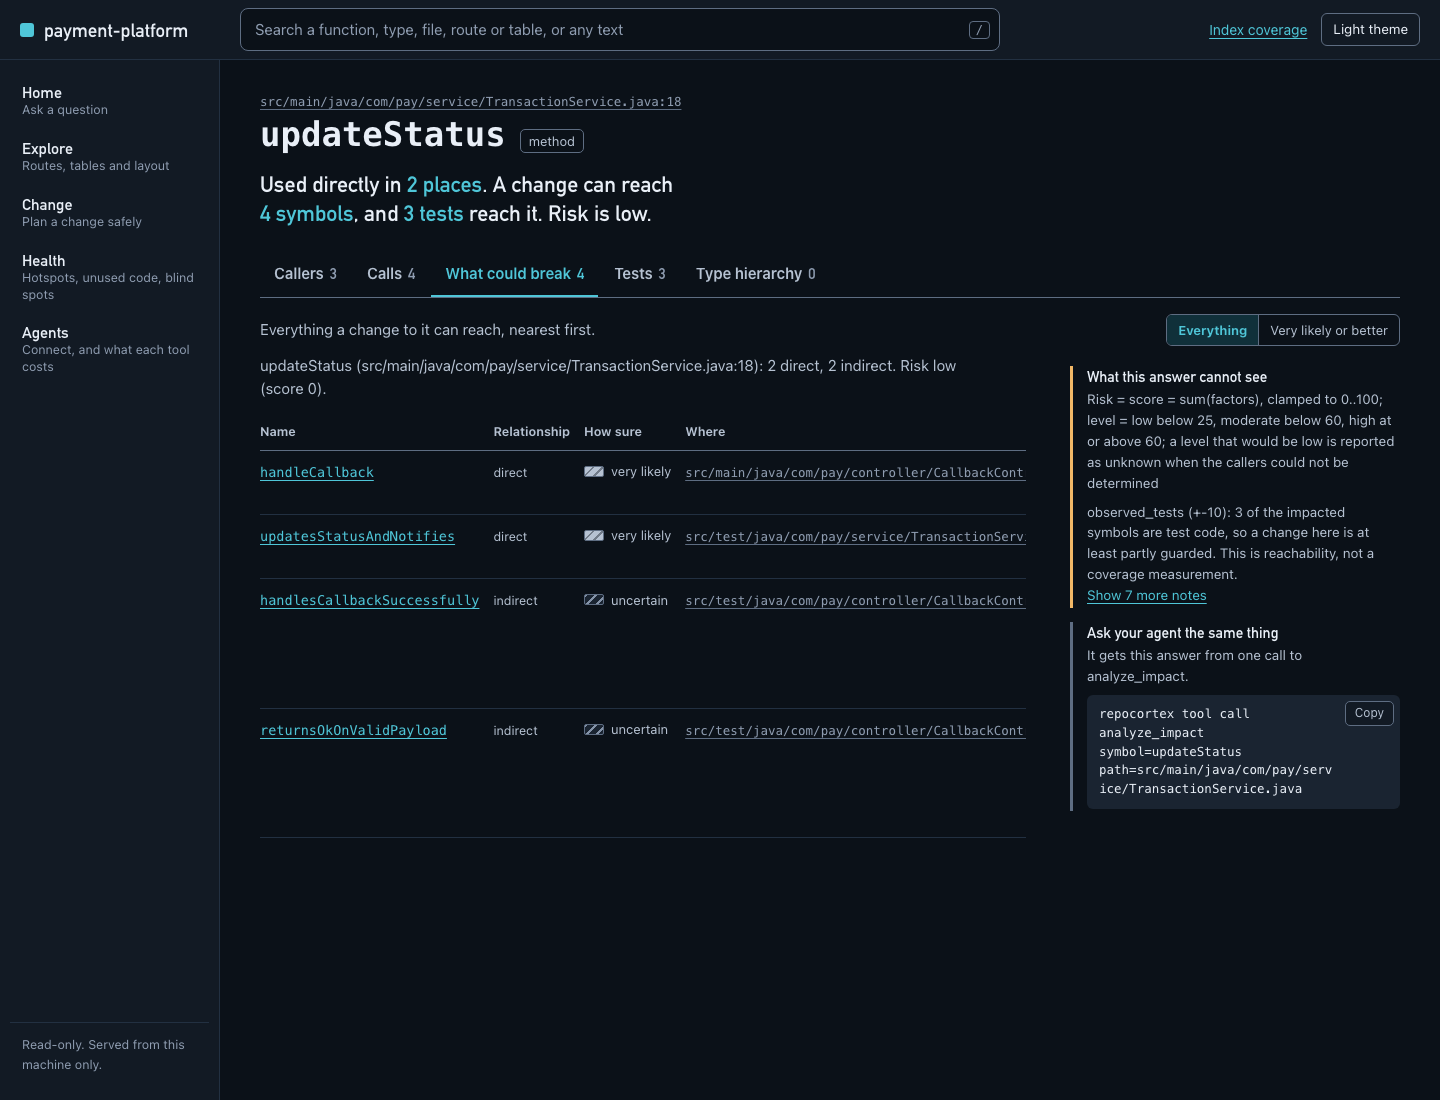 payment-platform
Search a function, type, file, route or table, or any text
/
Index coverage
Light theme
Home
Ask a question
Explore
Routes, tables and layout
Change
Plan a change safely
Health
Hotspots, unused code, blind
spots
Agents
Connect, and what each tool
costs
Read-only. Served from this
machine only.
src/main/java/com/pay/service/TransactionService.java:18
updateStatus method
Used directly in 2 places. A change can reach
4 symbols, and 3 tests reach it. Risk is low.
Callers 3 Calls 4 What could break 4 Tests 3 Type hierarchy 0
Everything a change to it can reach, nearest first.
Everything Very likely or better
updateStatus (src/main/java/com/pay/service/TransactionService.java:18): 2 direct, 2 indirect. Risk low
(score 0).
Name Relationship How sure Where
handleCallback direct very likely src/main/java/com/pay/controller/CallbackCont
updatesStatusAndNotifies direct very likely src/test/java/com/pay/service/TransactionServ
handlesCallbackSuccessfully indirect uncertain src/test/java/com/pay/controller/CallbackCont
returnsOkOnValidPayload indirect uncertain src/test/java/com/pay/controller/CallbackCont
What this answer cannot see
Risk = score = sum(factors), clamped to 0..100;
level = low below 25, moderate below 60, high at
or above 60; a level that would be low is reported
as unknown when the callers could not be
determined
observed_tests (+-10): 3 of the impacted
symbols are test code, so a change here is at
least partly guarded. This is reachability, not a
coverage measurement.
Show 7 more notes
Ask your agent the same thing
It gets this answer from one call to
analyze_impact.
Copy
repocortex tool call
analyze_impact
symbol=updateStatus
path=src/main/java/com/pay/serv
ice/TransactionService.java